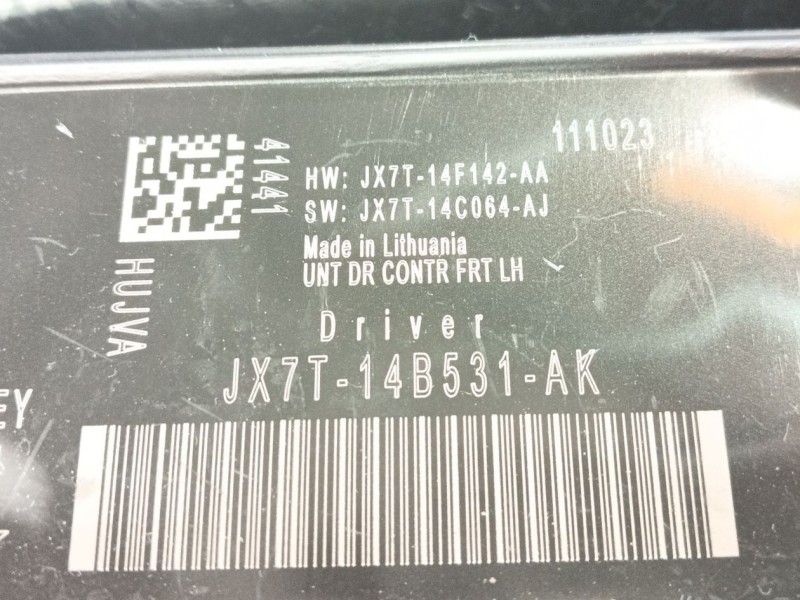 111023
41441
HW: JX7T-14F142-AA
SW: JX7T-14C064-AJ
Made in Lithuania
UNT DR CONTR FRT LH
HUJVA
Driver
JX7T-14B531-AK
EY